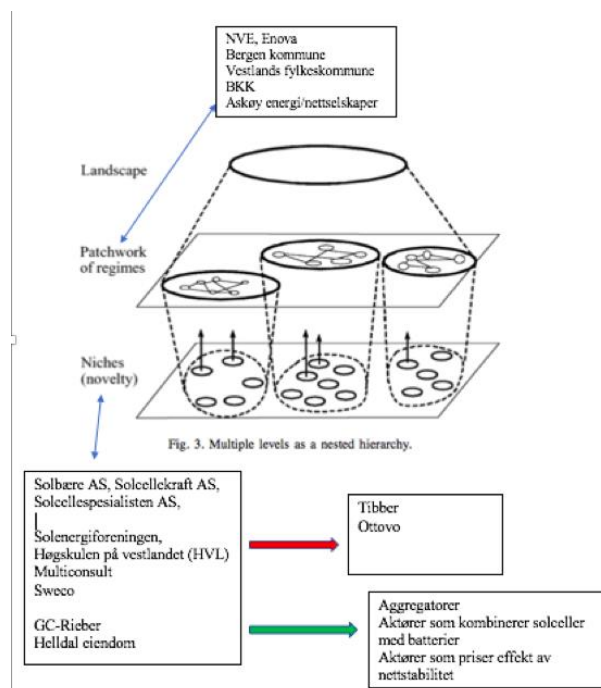 NVE, Enova
Bergen kommune
Vestlands fylkeskommune
BKK
Askøy energi/nettselskaper
Landscape
Patchwork
of regimes
Niches
(novelty)
Fig. 3. Multiple levels as a nested hierarchy.
Solbære AS, Solcellekraft AS,
Solcellespesialisten AS,
Solenergiforeningen,
Høgskulen på vestlandet (HVL)
Multiconsult
Sweco
GC-Rieber
Helldal eiendom
Tibber
Ottovo
Aggregatorer
Aktører som kombinerer solceller
med batterier
Aktører som priser effekt av
nettstabilitet